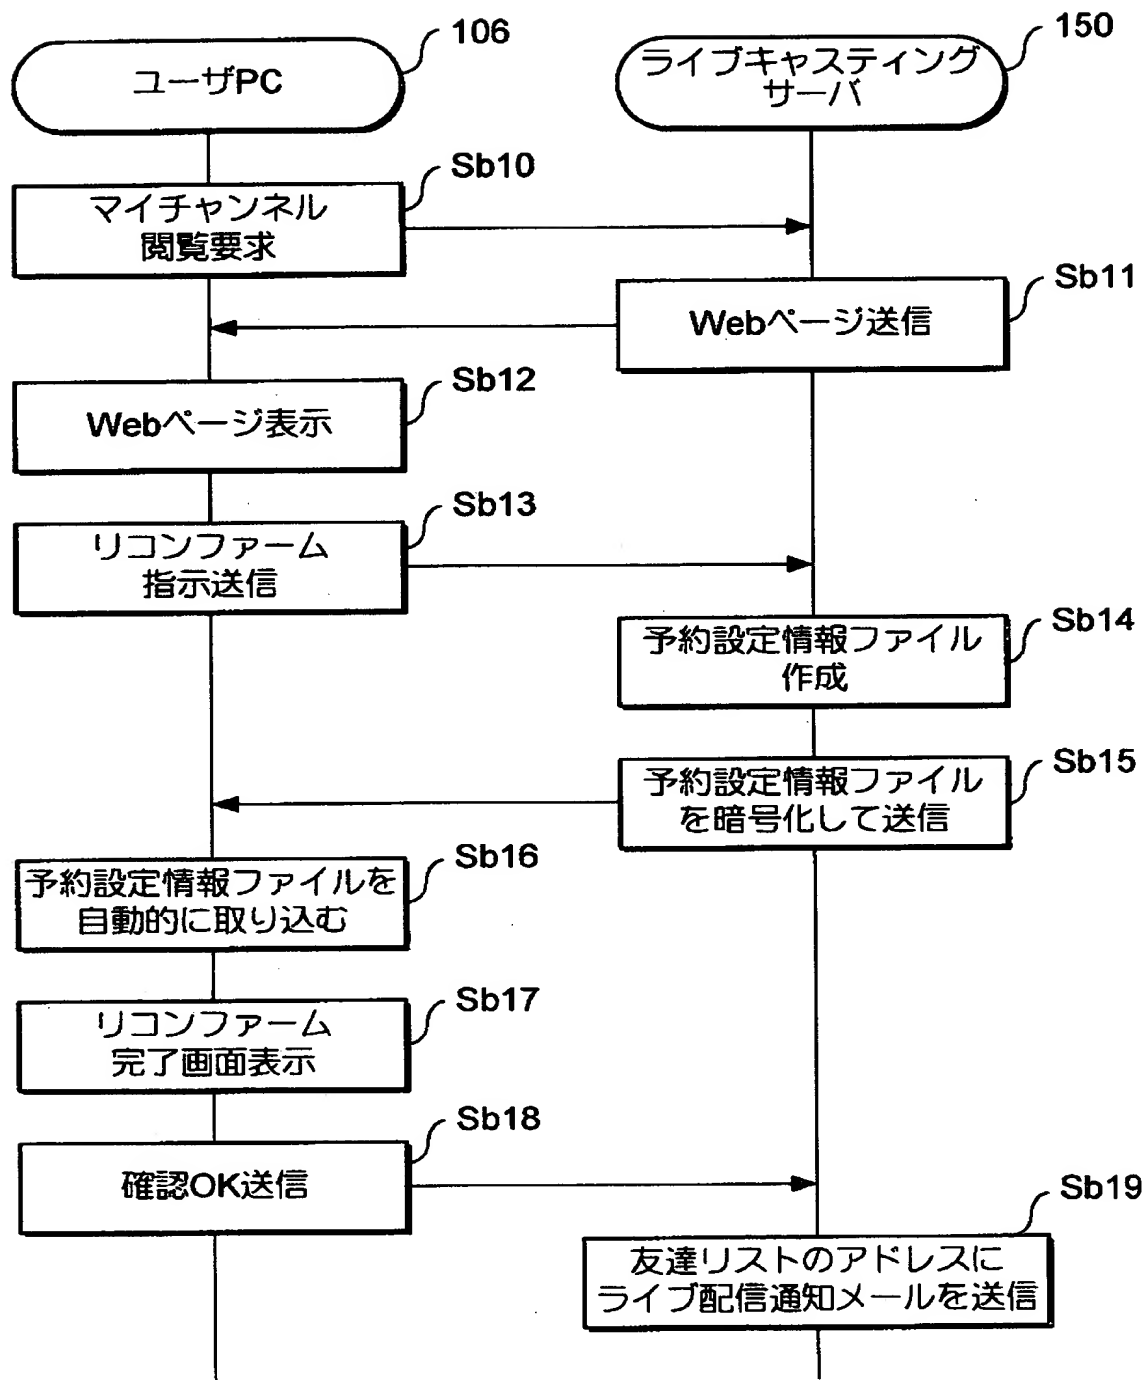 106
ユーザPC
150
ライブキャスティング
サーバ
Sb10
マイチャンネル
閲覧要求
Sb11
Webページ送信
Sb12
Webページ表示
Sb13
リコンファーム
指示送信
Sb14
予約設定情報ファイル
作成
Sb15
予約設定情報ファイル
を暗号化して送信
Sb16
予約設定情報ファイルを
自動的に取り込む
Sb17
リコンファーム
完了画面表示
Sb18
確認OK送信
Sb19
友達リストのアドレスに
ライブ配信通知メールを送信